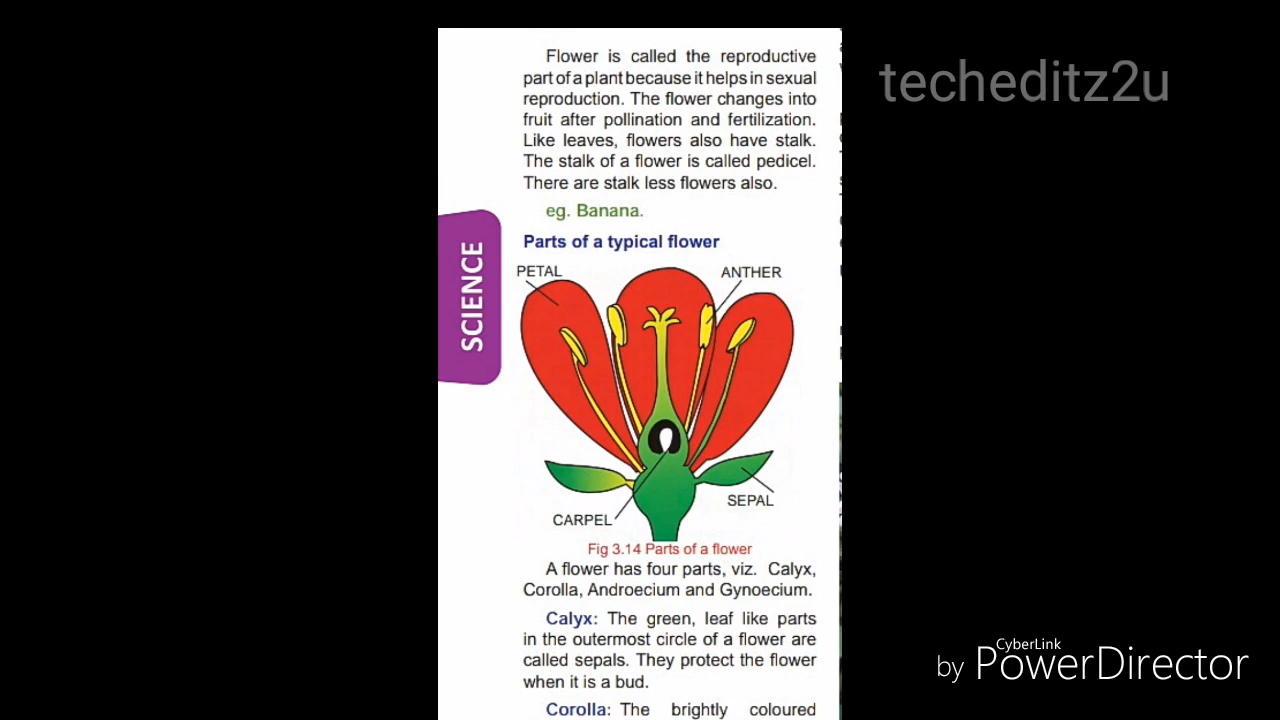 Flower is called the reproductive
part of a plant because it helps in sexual
reproduction. The flower changes into
fruit after pollination and fertilization.
Like leaves, flowers also have stalk.
The stalk of a flower is called pedicel.
There are stalk less flowers also.
eg. Banana.
Parts of a typical flower
PETAL
ANTHER
SEPAL
CARPEL
Fig 3.14 Parts of a flower
A flower has four parts, viz. Calyx,
Corolla, Androecium and Gynoecium.
Calyx: The green, leaf like parts
in the outermost circle of a flower are
called sepals. They protect the flower
when it is a bud.
Corolla: The brightly coloured
SCIENCE
techeditz2u
CyberLink
by PowerDirector